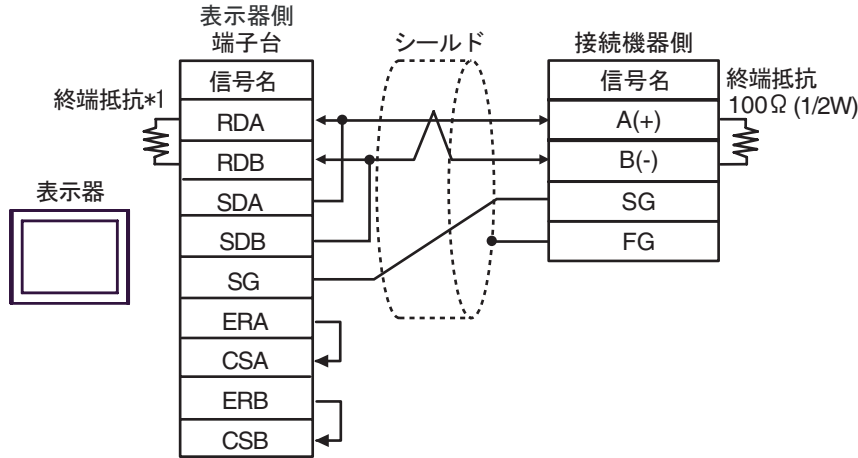 表示器側
端子台
シールド
接続機器側
信号名
信号名
終端抵抗
100Ω (1/2W)
終端抵抗*1
RDA
A(+)
RDB
B(-)
表示器
SDA
SG
SDB
FG
SG
ERA
CSA
ERB
CSB